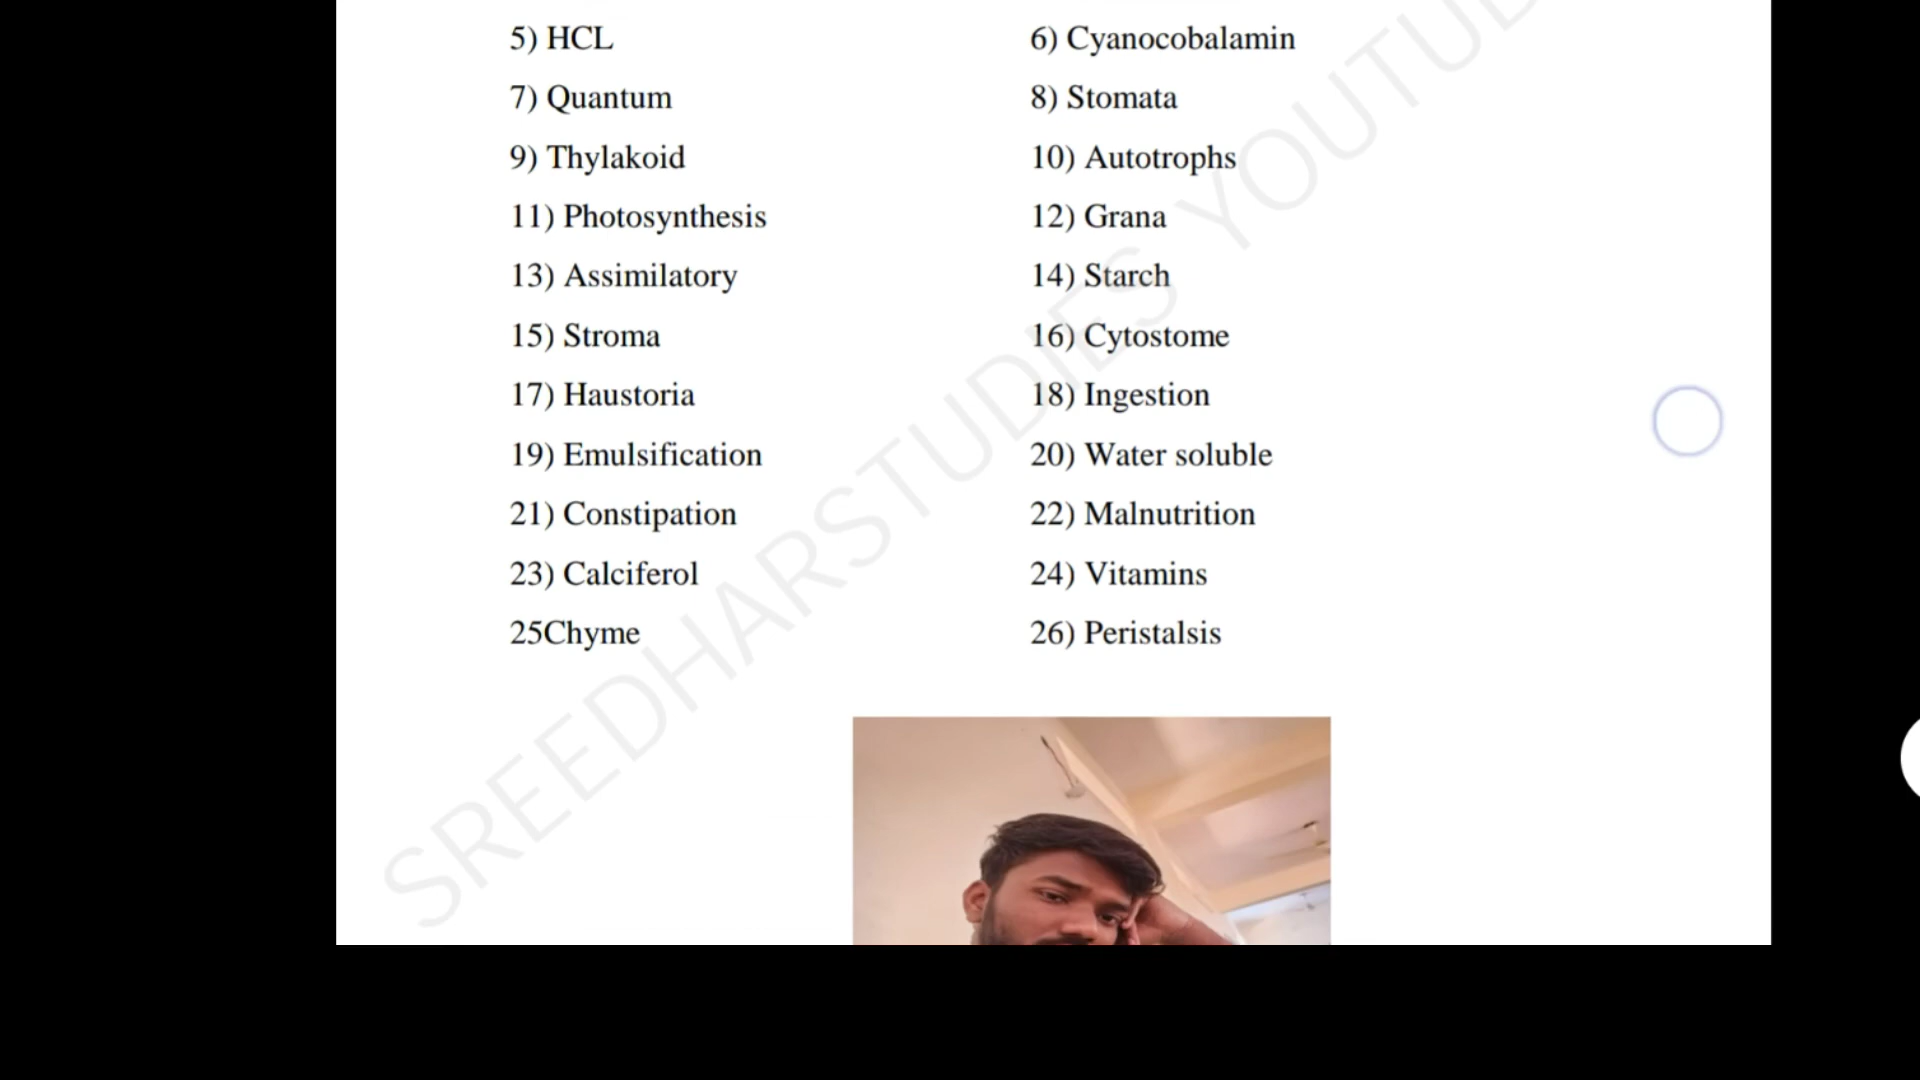 5) HCL 6) Cyanocobalamin
7) Quantum 8) Stomata
9) Thylakoid 10) Autotrophs
11) Photosynthesis 12) Grana
13) Assimilatory 14) Starch
15) Stroma 16) Cytostome
17) Haustoria 18) Ingestion
19) Emulsification 20) Water soluble
21) Constipation 22) Malnutrition
23) Calciferol 24) Vitamins
25Chyme 26) Peristalsis
SREEDHARSTUDIES